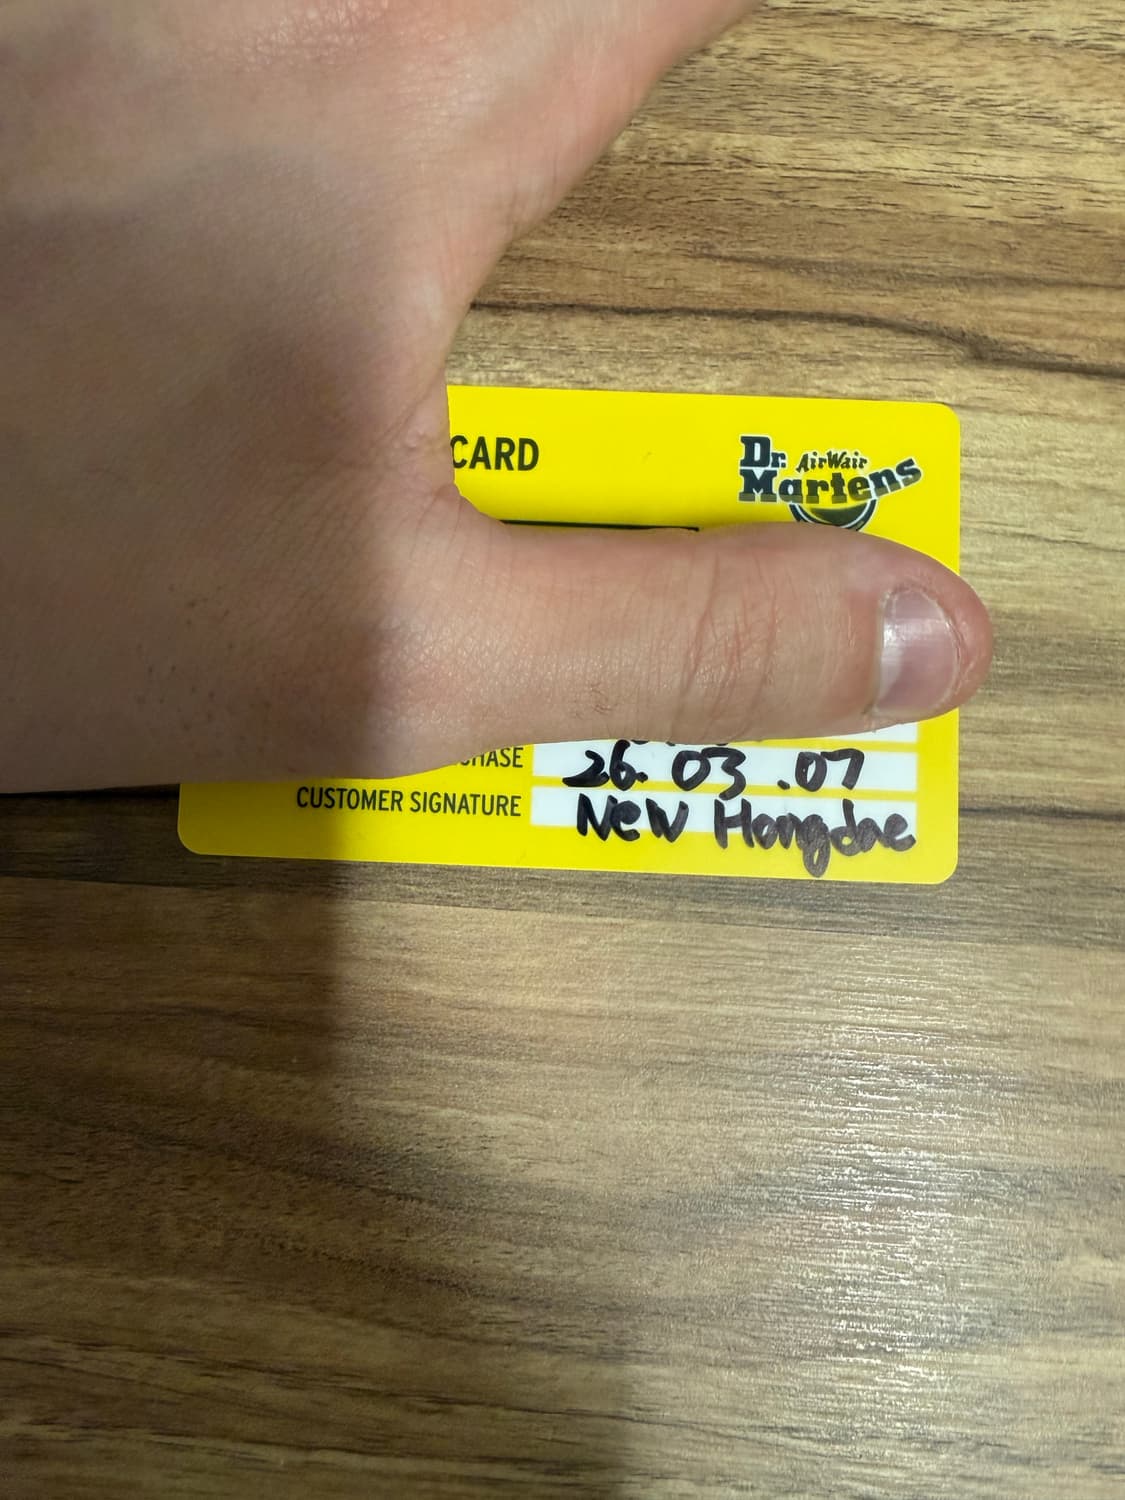 CARD
Dr. AirWair
Martens
26. 03 .07
CUSTOMER SIGNATURE New Hongdae